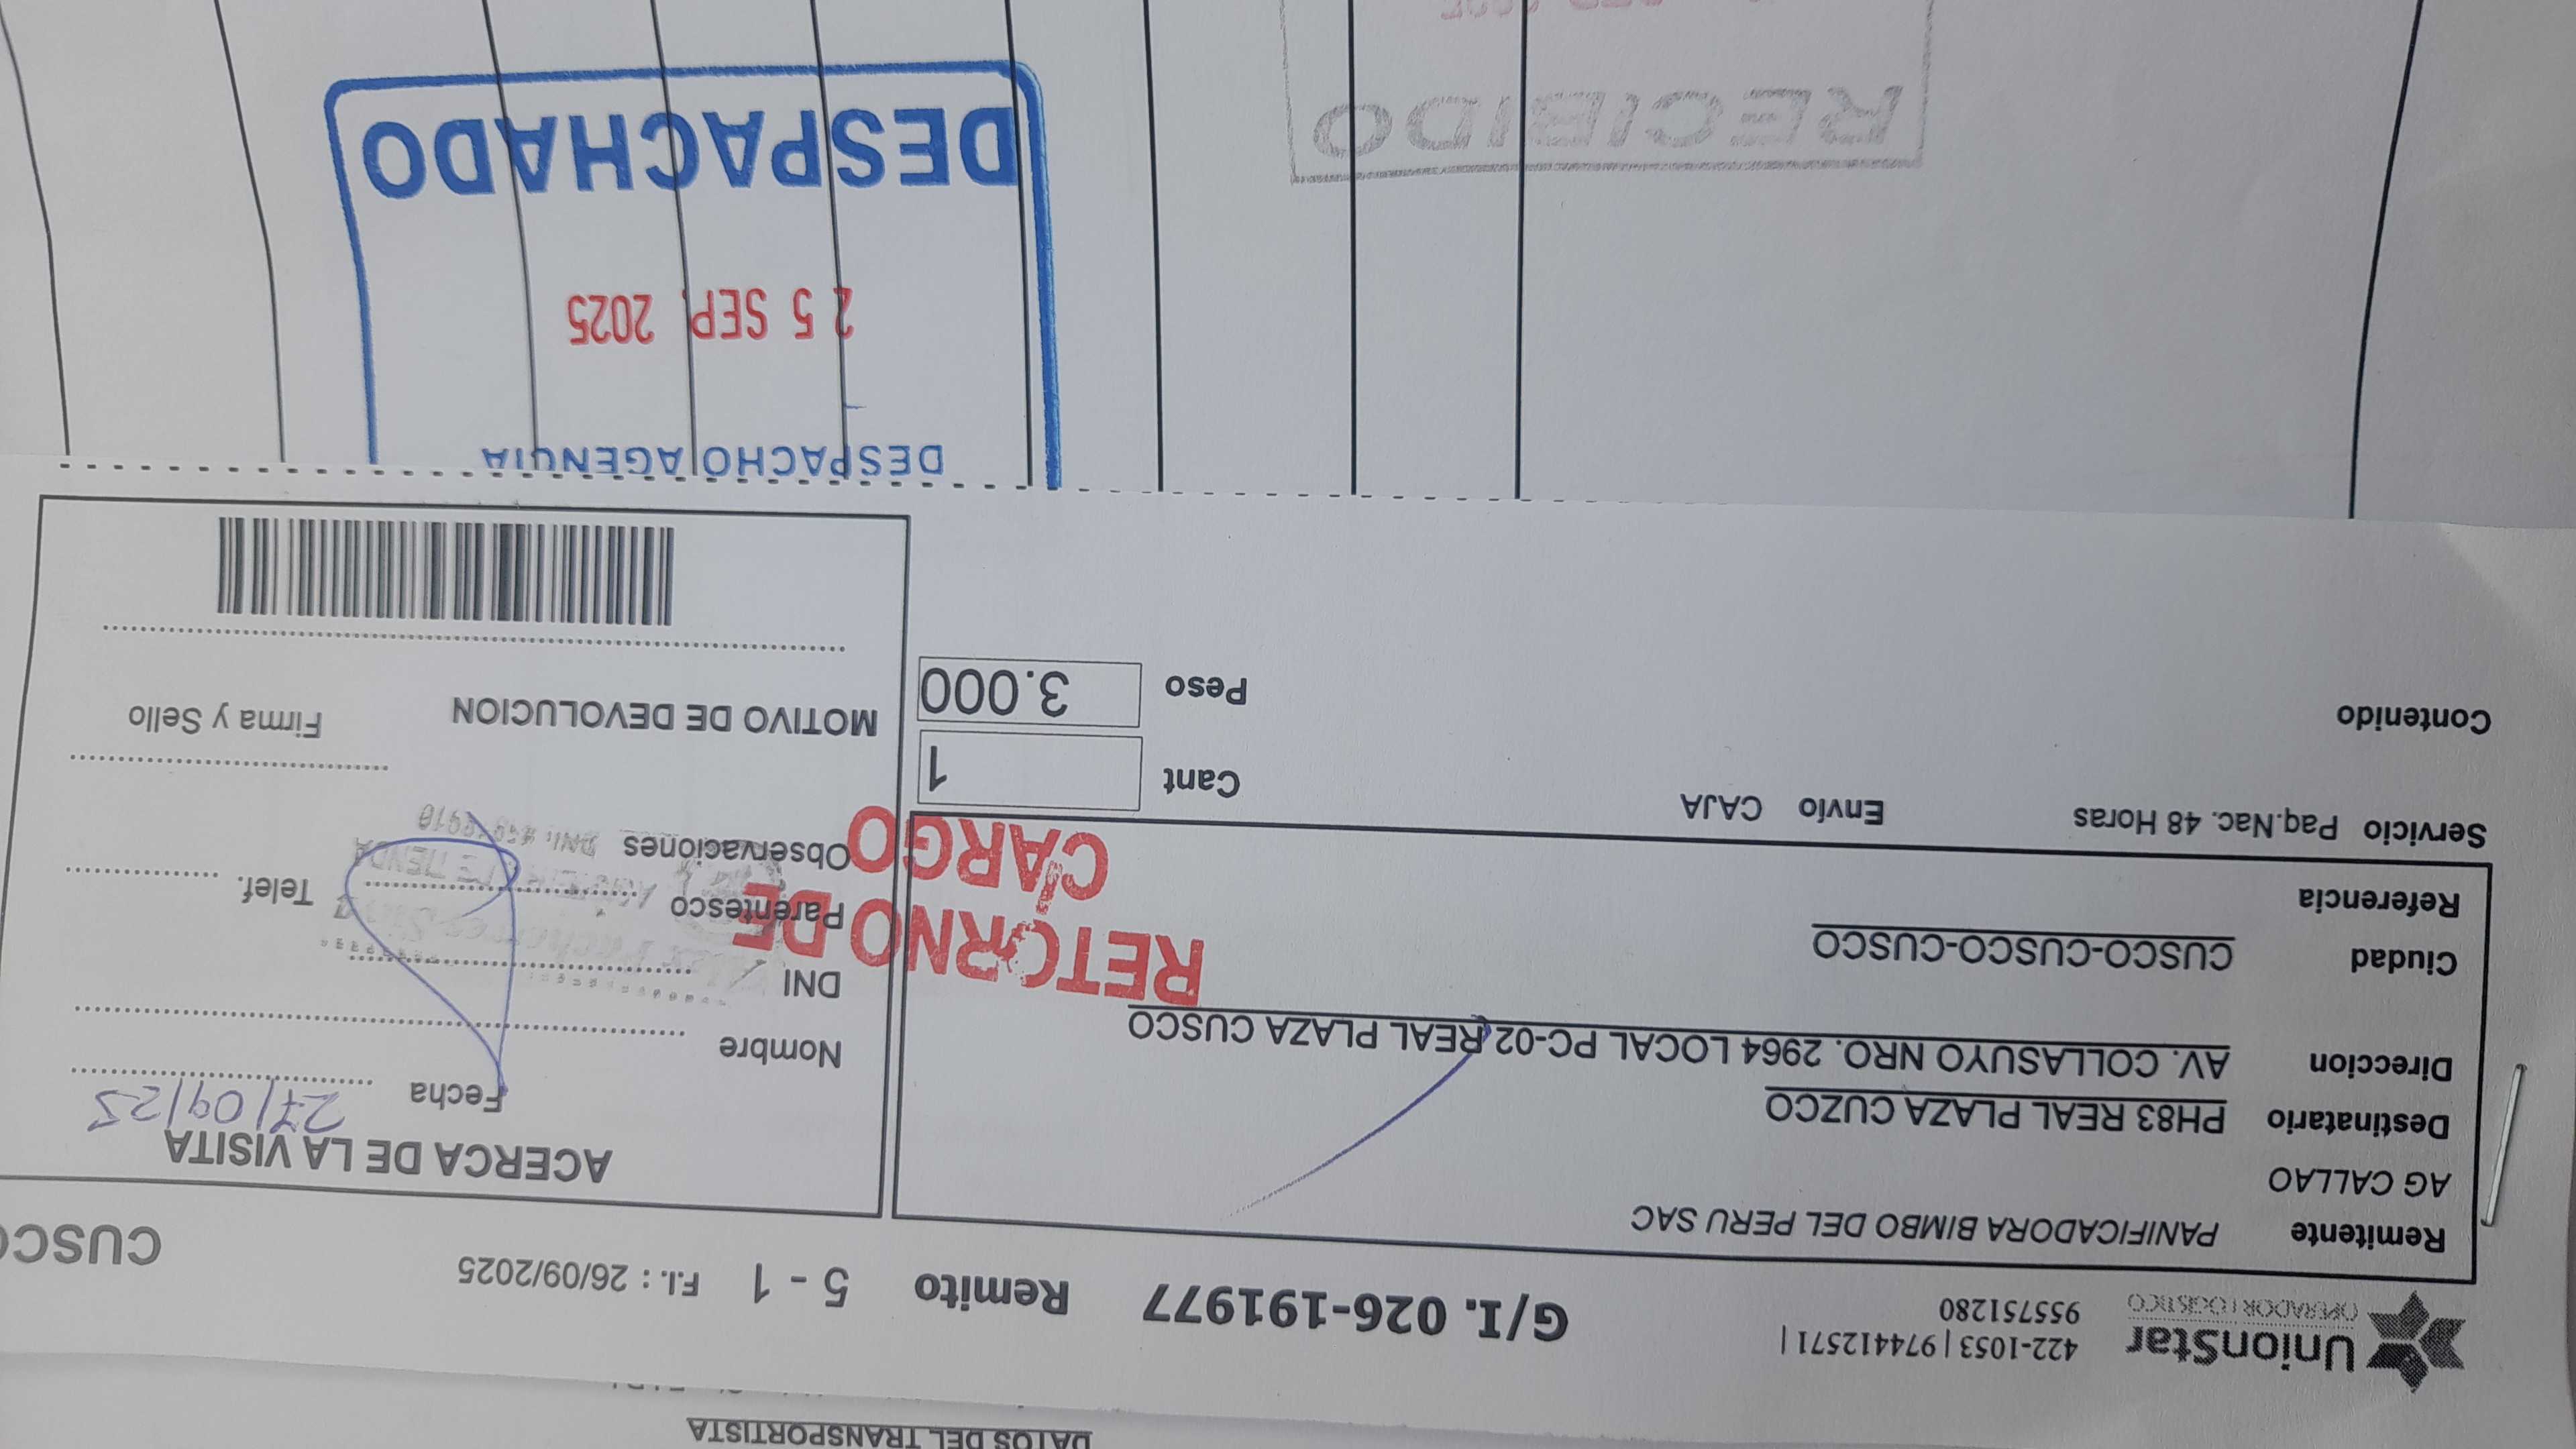 DATOS DEL TRANSPORTISTA
UnionStar
OPERADOR LOGISTICO
422-1053 | 974412571 |
955751280
G/I. 026-191977 Remito 5 - 1 F.I.: 26/09/2025 CUSCO
Remitente PANIFICADORA BIMBO DEL PERU SAC
AG CALLAO
Destinatario PH83 REAL PLAZA CUZCO
Direccion AV. COLLASUYO NRO. 2964 LOCAL PC-02 REAL PLAZA CUSCO
Ciudad CUSCO-CUSCO-CUSCO
Referencia
Servicio Paq.Nac. 48 Horas Envío CAJA
Contenido
Cant 1
Peso 3.000
RETORNO DE
CARGO
ACERCA DE LA VISITA
Fecha 27/09/25
Nombre
DNI
Parentesco Telef.
TIENDA
Observaciones DNI.
MOTIVO DE DEVOLUCION Firma y Sello
DESPACHO AGENCIA
25 SEP. 2025
DESPACHADO
RECIBIDO